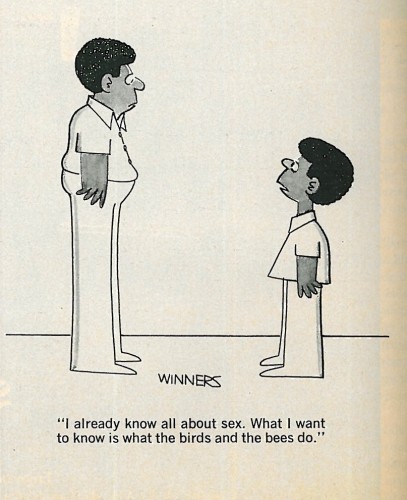 WINNERS
"I already know all about sex. What I want
to know is what the birds and the bees do."